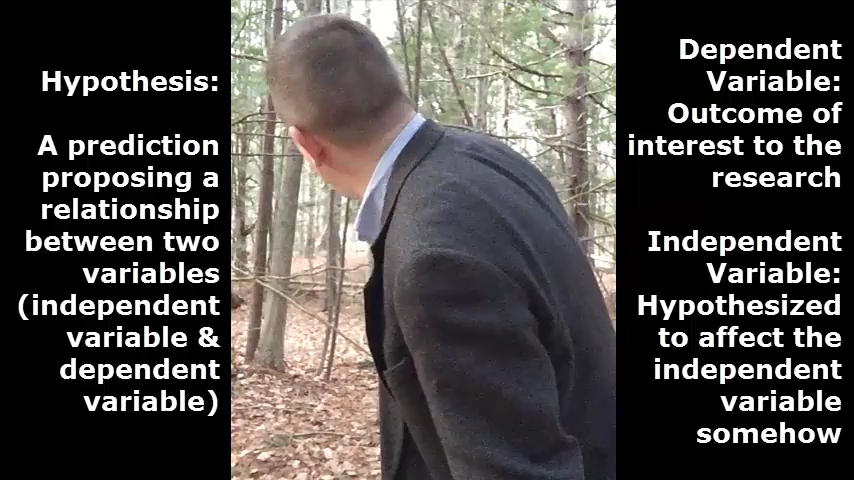 Hypothesis:
A prediction
proposing a
relationship
between two
variables
(independent
variable &
dependent
variable)
Dependent
Variable:
Outcome of
interest to the
research
Independent
Variable:
Hypothesized
to affect the
independent
variable
somehow